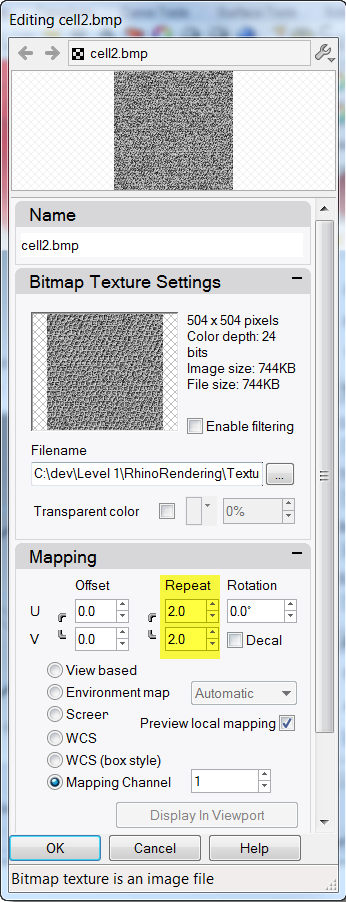 Editing cell2.bmp
cell2.bmp
Name
cell2.bmp
Bitmap Texture Settings
504 x 504 pixels
Color depth: 24
bits
Image size: 744KB
File size: 744KB
Enable filtering
Filename
C:\dev\Level 1\RhinoRendering\Textu ...
Transparent color 0%
Mapping
Offset Repeat Rotation
U 0.0 2.0 0.0°
V 0.0 2.0 Decal
View based
Environment map Automatic
Screen
Preview local mapping
WCS
WCS (box style)
Mapping Channel 1
Display In Viewport
OK Cancel Help
Bitmap texture is an image file